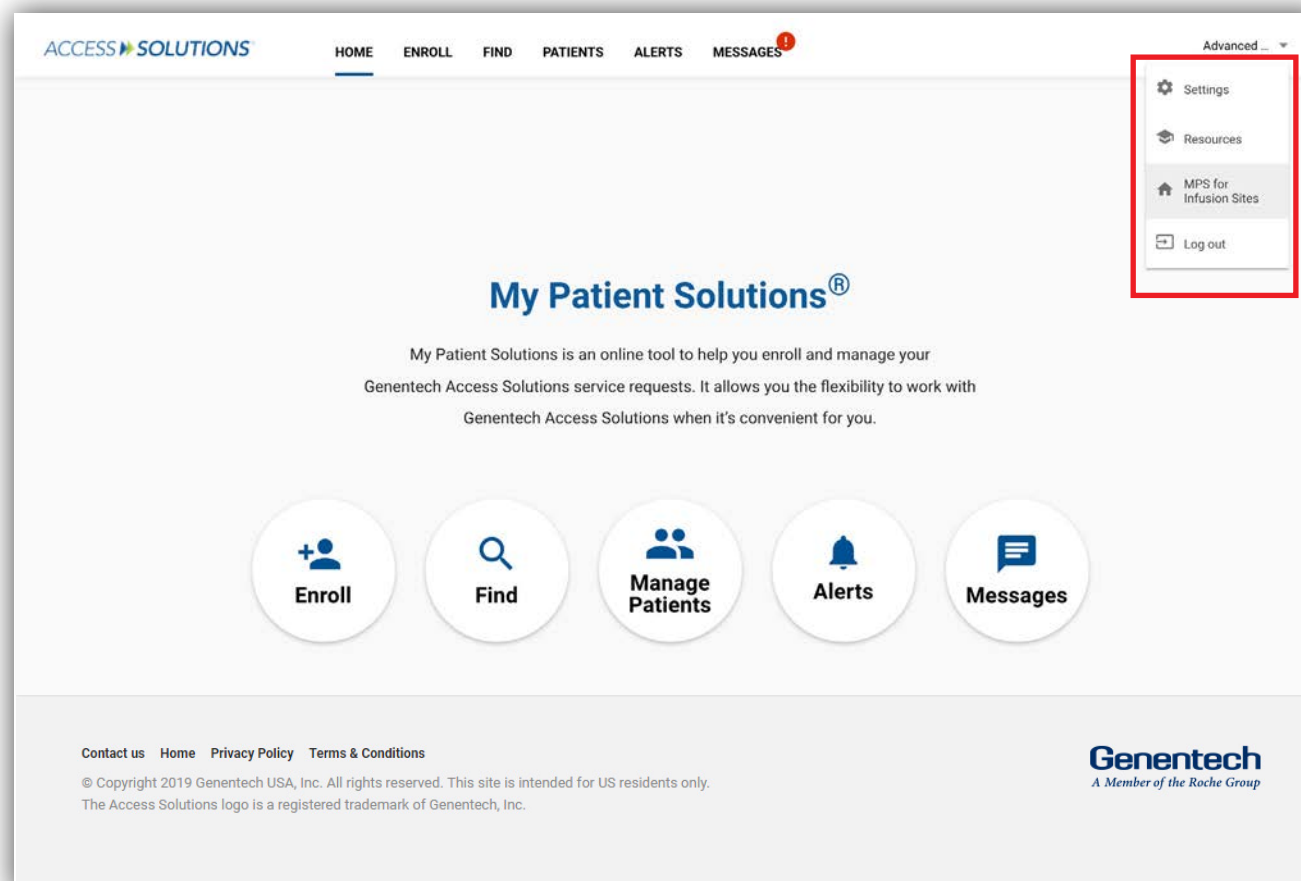 ACCESS SOLUTIONS
HOME ENROLL FIND PATIENTS ALERTS MESSAGES !
Advanced ...
Settings
Resources
MPS for
Infusion Sites
Log out
My Patient Solutions®
My Patient Solutions is an online tool to help you enroll and manage your
Genentech Access Solutions service requests. It allows you the flexibility to work with
Genentech Access Solutions when it's convenient for you.
Enroll
Find
Manage
Patients
Alerts
Messages
Contact us Home Privacy Policy Terms & Conditions
© Copyright 2019 Genentech USA, Inc. All rights reserved. This site is intended for US residents only.
The Access Solutions logo is a registered trademark of Genentech, Inc.
Genentech
A Member of the Roche Group